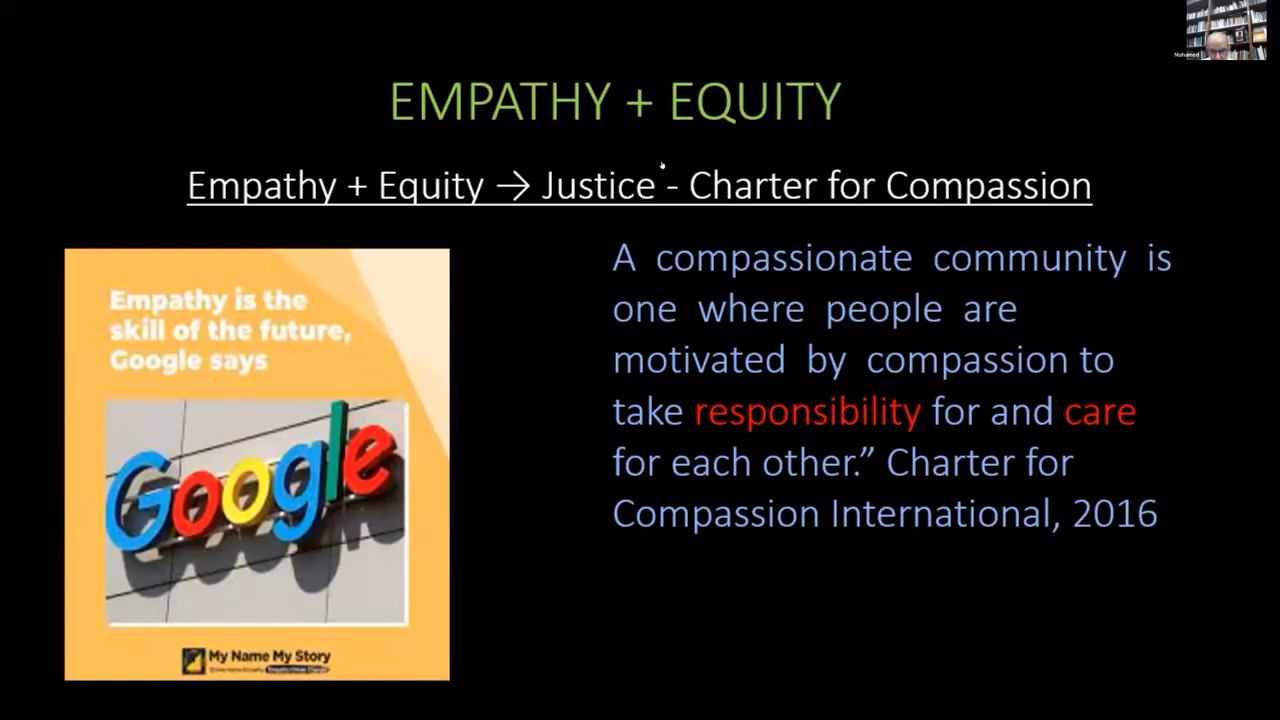 Mohamed
EMPATHY + EQUITY
Empathy + Equity → Justice - Charter for Compassion
Empathy is the
skill of the future,
Google says
Google
My Name My Story
A compassionate community is
one where people are
motivated by compassion to
take responsibility for and care
for each other.” Charter for
Compassion International, 2016